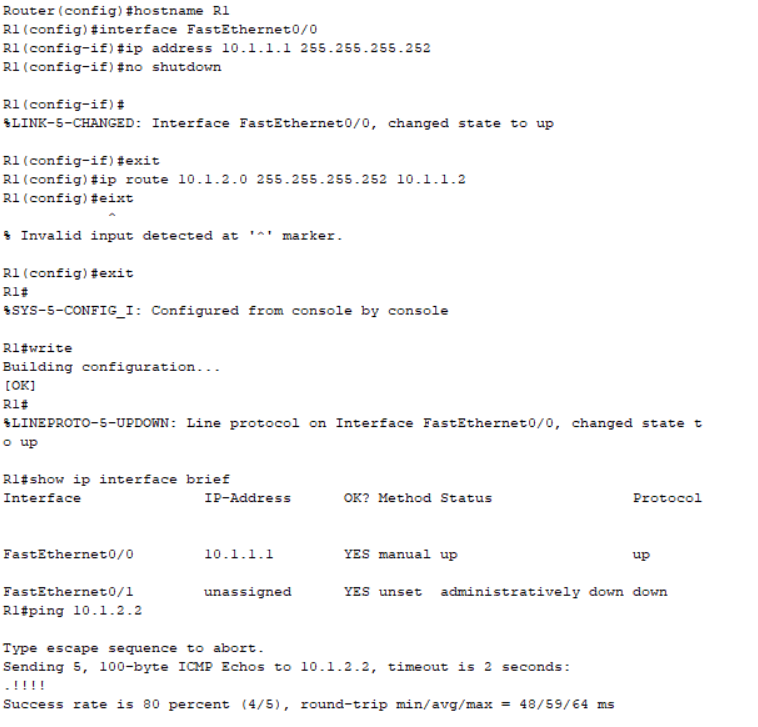 Router(config)#hostname R1
R1(config)#interface FastEthernet0/0
R1(config-if)#ip address 10.1.1.1 255.255.255.252
R1(config-if)#no shutdown
R1(config-if)#
%LINK-5-CHANGED: Interface FastEthernet0/0, changed state to up
R1(config-if)#exit
R1(config)#ip route 10.1.2.0 255.255.255.252 10.1.1.2
R1(config)#eixt
^
% Invalid input detected at '^' marker.
R1(config)#exit
R1#
%SYS-5-CONFIG_I: Configured from console by console
R1#write
Building configuration...
[OK]
R1#
%LINEPROTO-5-UPDOWN: Line protocol on Interface FastEthernet0/0, changed state t
o up
R1#show ip interface brief
Interface IP-Address OK? Method Status Protocol
FastEthernet0/0 10.1.1.1 YES manual up up
FastEthernet0/1 unassigned YES unset administratively down down
R1#ping 10.1.2.2
Type escape sequence to abort.
Sending 5, 100-byte ICMP Echos to 10.1.2.2, timeout is 2 seconds:
.!!!!
Success rate is 80 percent (4/5), round-trip min/avg/max = 48/59/64 ms